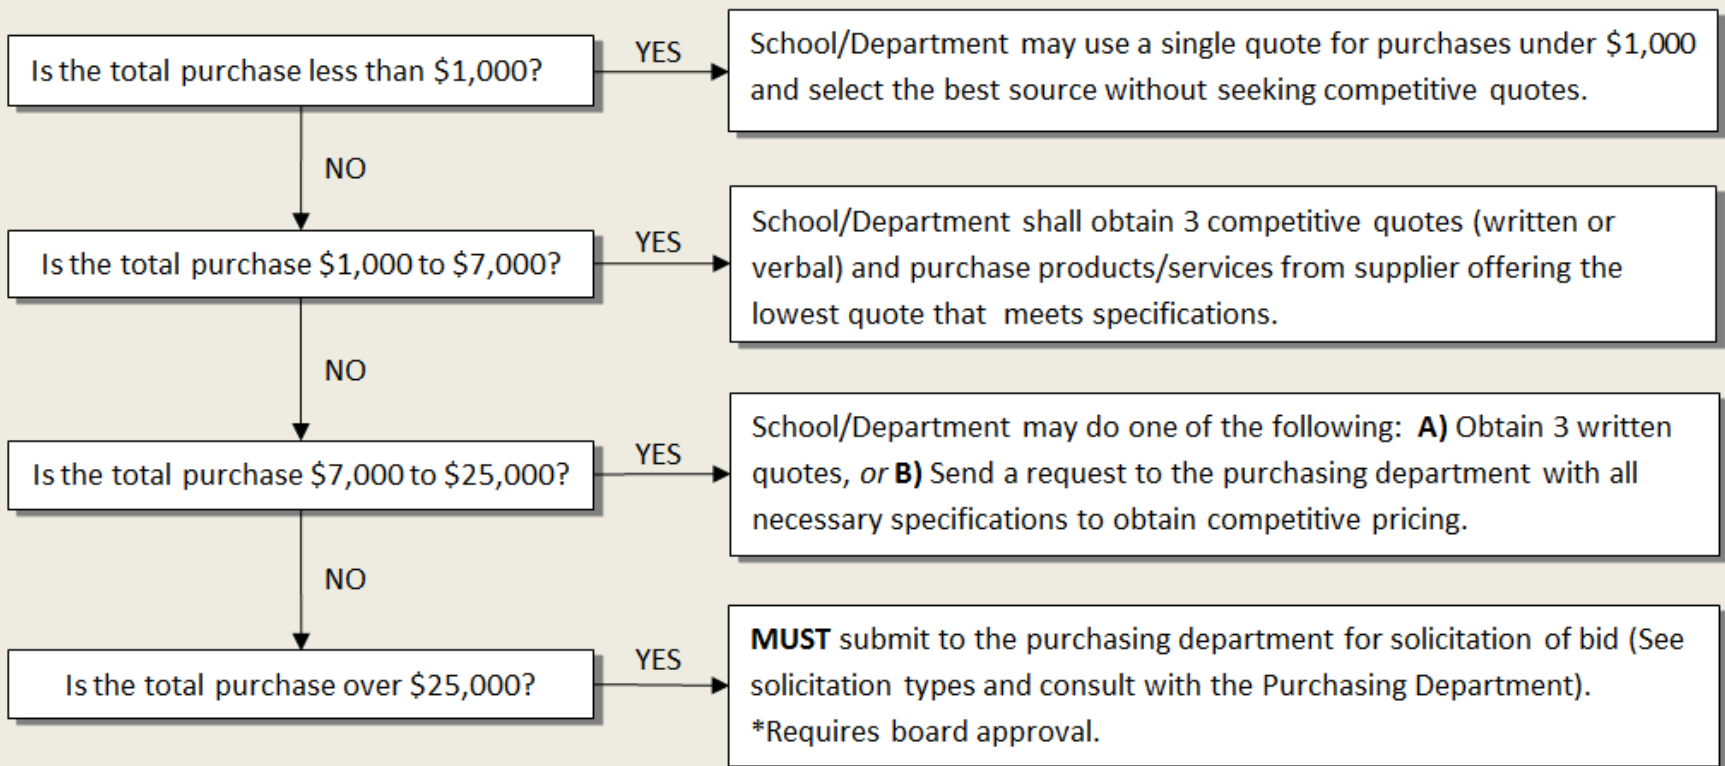 Is the total purchase less than $1,000?
YES
School/Department may use a single quote for purchases under $1,000
and select the best source without seeking competitive quotes.
NO
Is the total purchase $1,000 to $7,000?
YES
School/Department shall obtain 3 competitive quotes (written or
verbal) and purchase products/services from supplier offering the
lowest quote that meets specifications.
NO
Is the total purchase $7,000 to $25,000?
YES
School/Department may do one of the following: A) Obtain 3 written
quotes, or B) Send a request to the purchasing department with all
necessary specifications to obtain competitive pricing.
NO
Is the total purchase over $25,000?
YES
MUST submit to the purchasing department for solicitation of bid (See
solicitation types and consult with the Purchasing Department).
*Requires board approval.